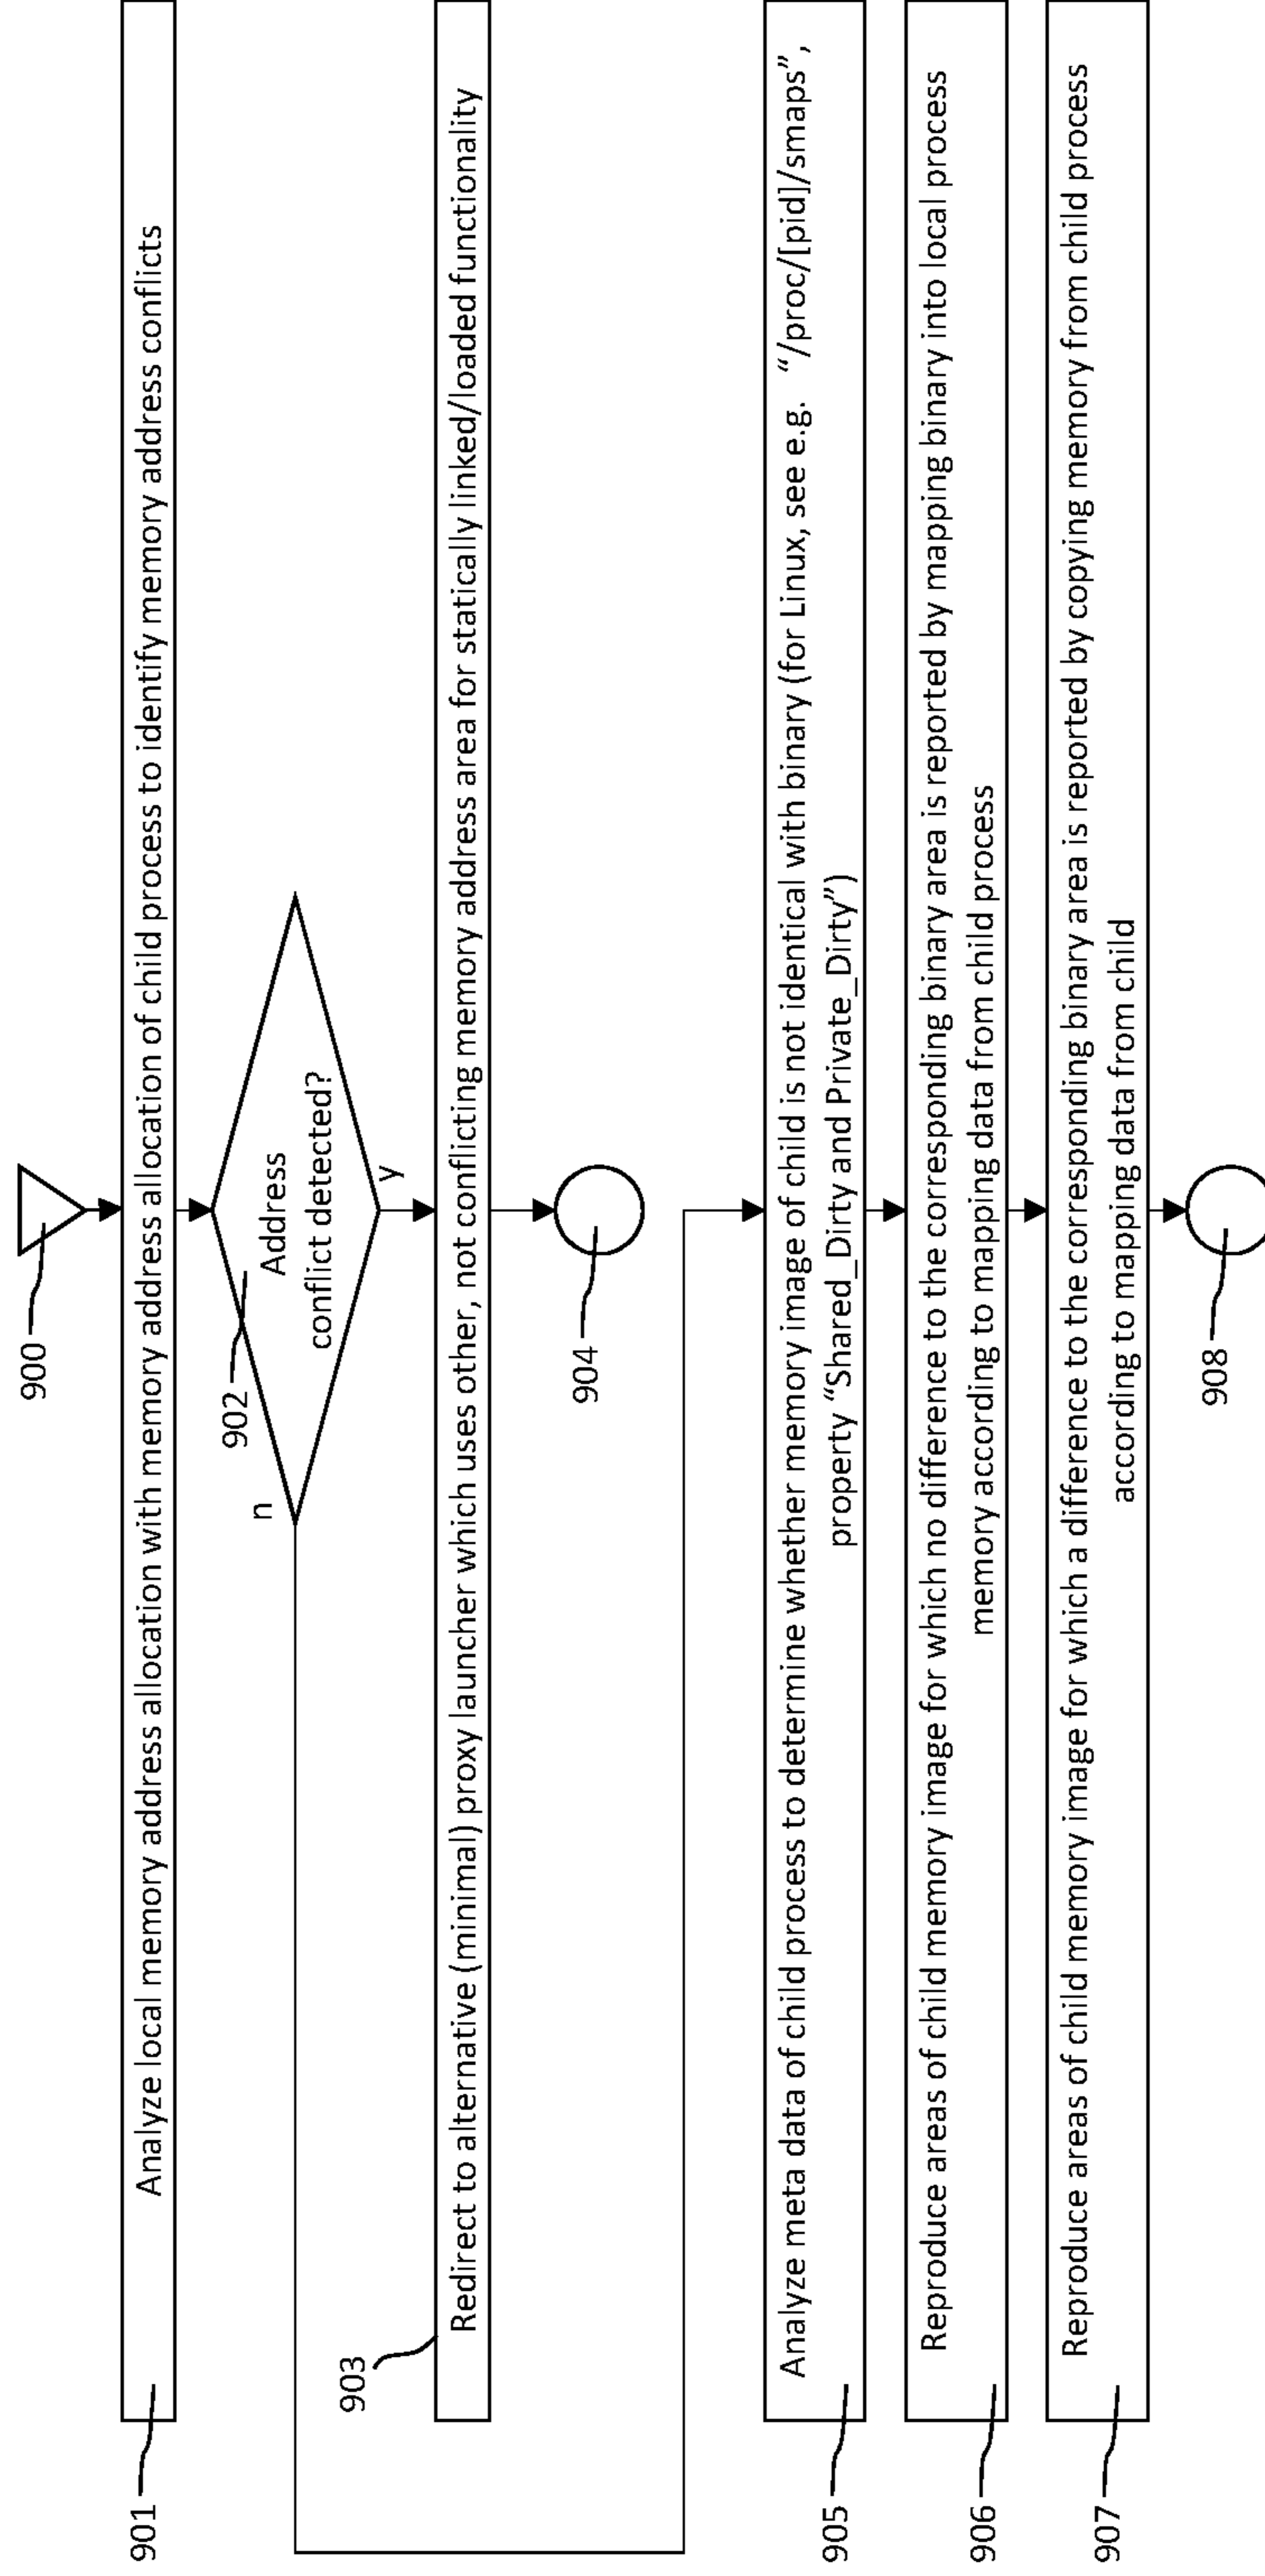 900
901
Analyze local memory address allocation with memory address allocation of child process to identify memory address conflicts
902
Address
conflict detected?
n
y
903
Redirect to alternative (minimal) proxy launcher which uses other, not conflicting memory address area for statically linked/loaded functionality
904
905
Analyze meta data of child process to determine whether memory image of child is not identical with binary (for Linux, see e.g. “/proc/[pid]/smaps”,
property “Shared_Dirty and Private_Dirty”)
906
Reproduce areas of child memory image for which no difference to the corresponding binary area is reported by mapping binary into local process
memory according to mapping data from child process
907
Reproduce areas of child memory image for which a difference to the corresponding binary area is reported by copying memory from child process
according to mapping data from child
908